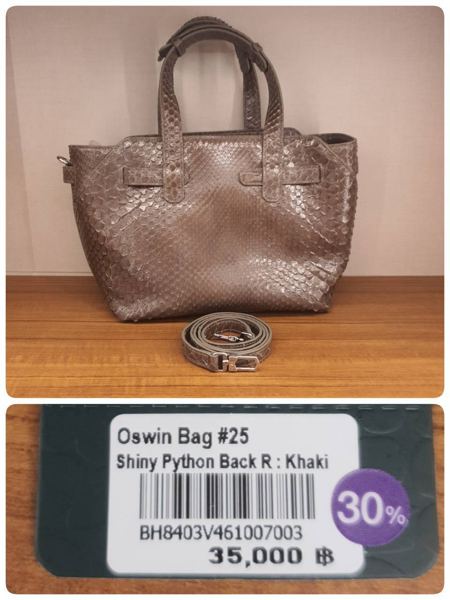 Oswin Bag #25
Shiny Python Back R : Khaki
30%
BH8403V461007003
35,000 ฿